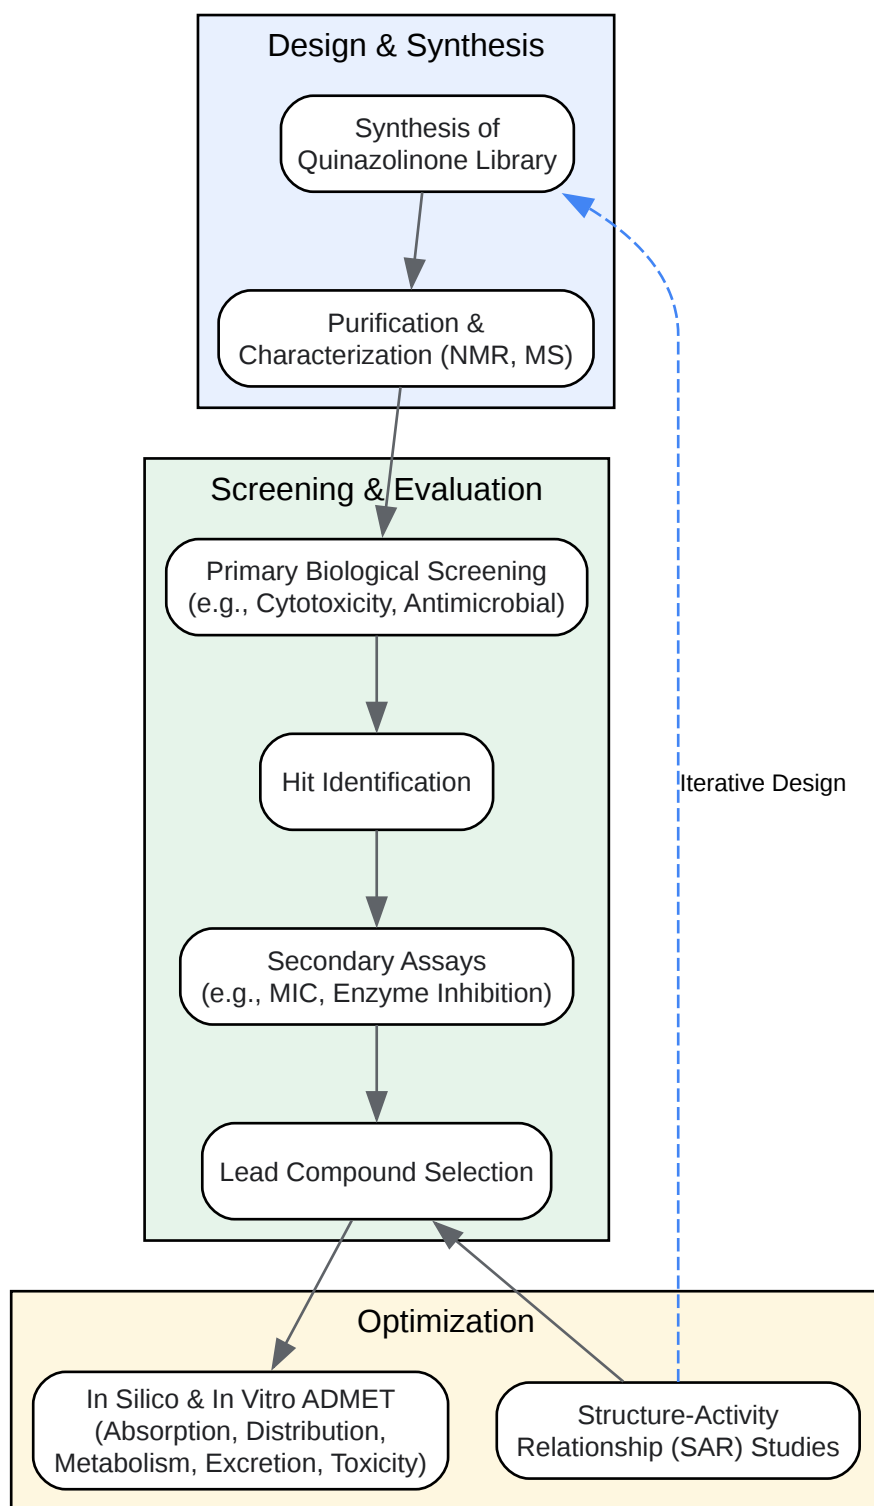 Design & Synthesis
Synthesis of
Quinazolinone Library
Purification &
Characterization (NMR, MS)
Screening & Evaluation
Primary Biological Screening
(e.g., Cytotoxicity, Antimicrobial)
Hit Identification
Iterative Design
Secondary Assays
(e.g., MIC, Enzyme Inhibition)
Lead Compound Selection
Optimization
In Silico & In Vitro ADMET
(Absorption, Distribution,
Metabolism, Excretion, Toxicity)
Structure-Activity
Relationship (SAR) Studies